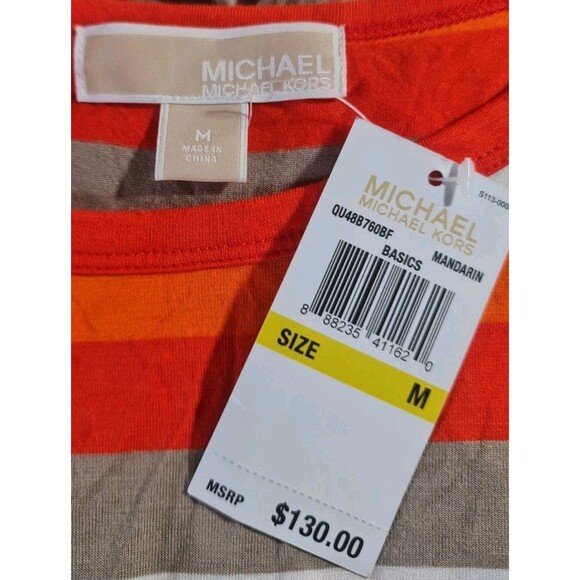 MICHAEL
MICHAEL KORS
M
MADE IN
CHINA
MICHAEL
MICHAEL KORS
QU48B760BF
BASICS MANDARIN
8 88235 41162 0
SIZE M
MSRP $130.00